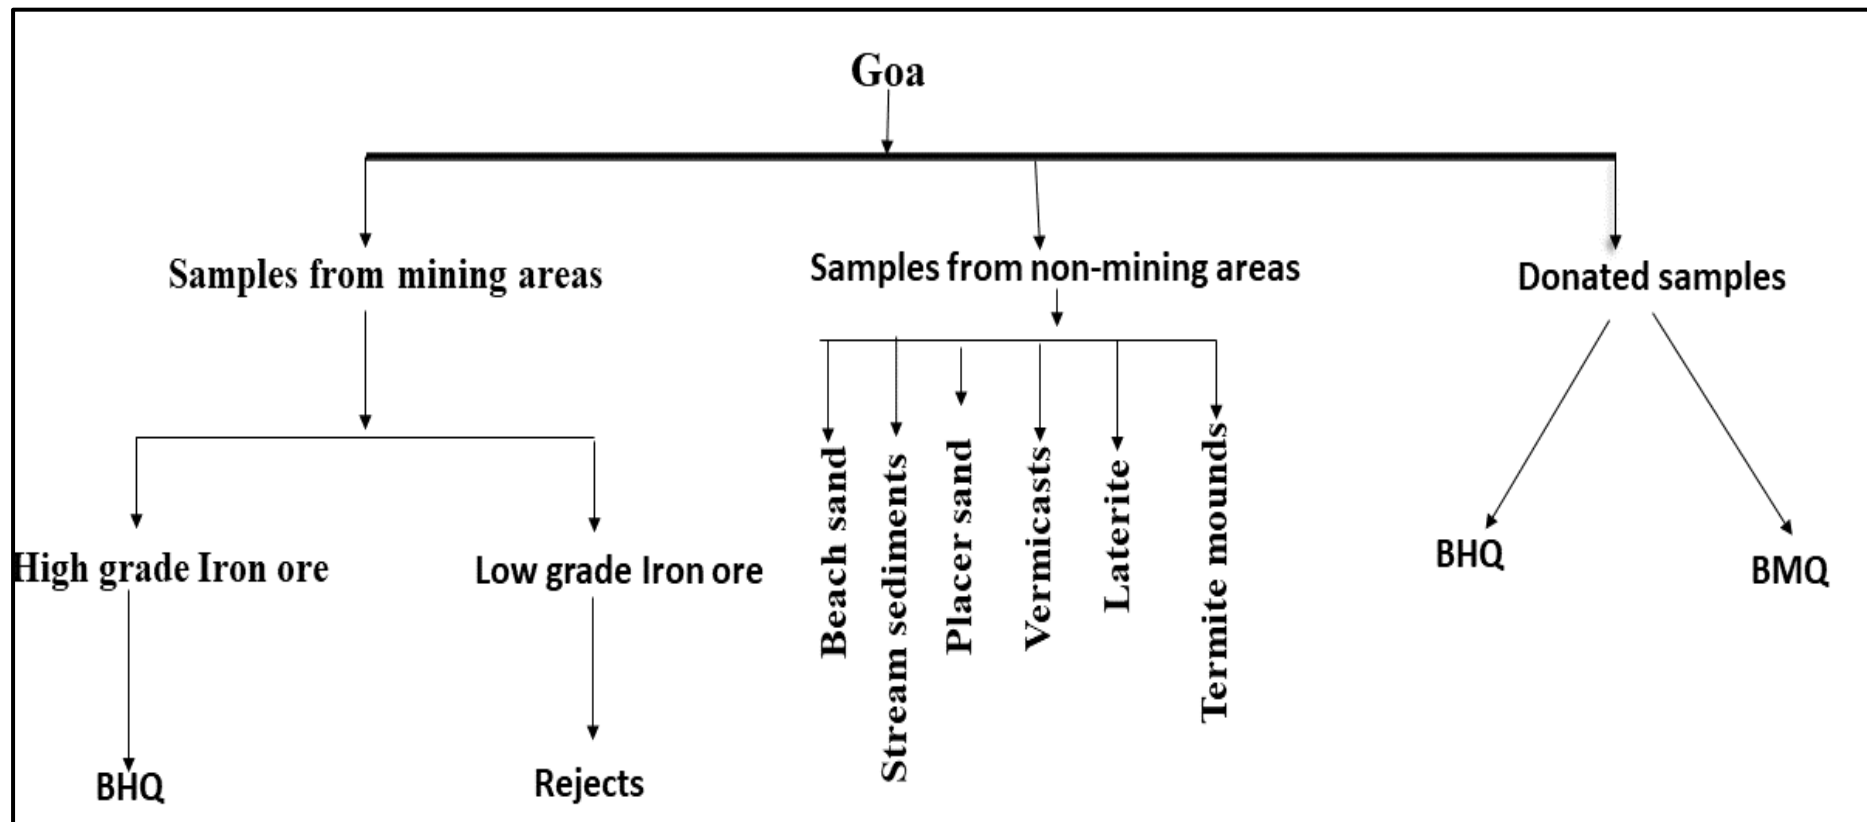 Goa
Samples from mining areas
Samples from non-mining areas
Donated samples
High grade Iron ore
Low grade Iron ore
Beach sand
Stream sediments
Placer sand
Vermicasts
Laterite
Termite mounds
BHQ
BMQ
BHQ
Rejects